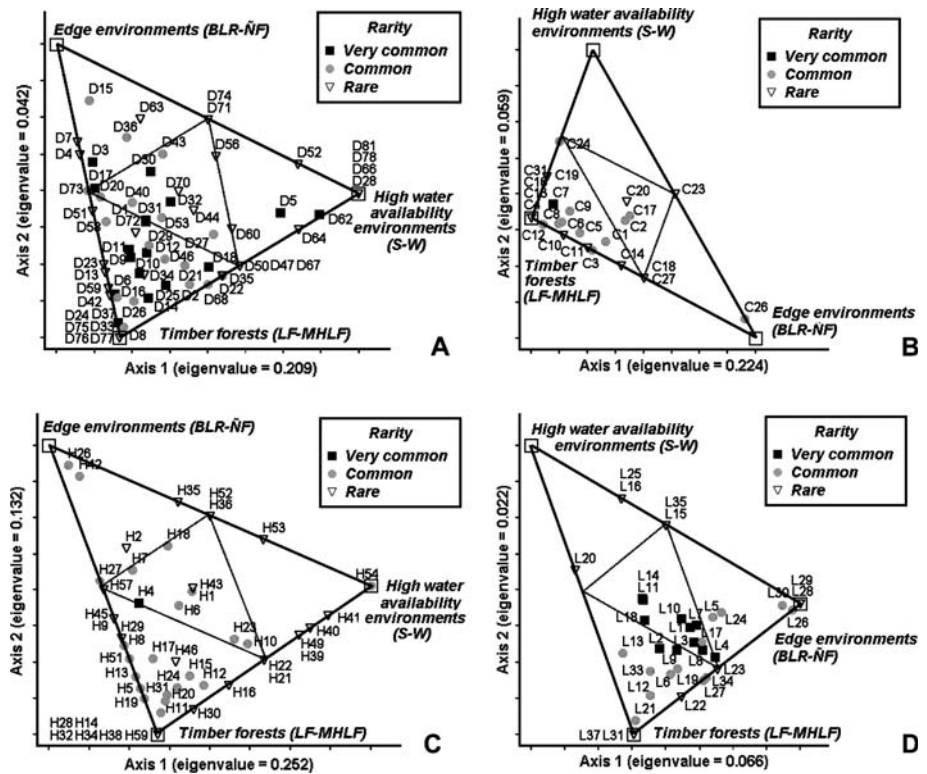 Edge environments (BLR-ÑF)
Rarity
Very common
Common
Rare
D15
D63
D74
D71
D36
D7
D3
D43
D4
D30
D56
D52
D81
D78
D66
D28
D17
D73
D20
D40
D70
D32
D5
High water availability environments (S-W)
D51
D4
D31
D44
D62
D58
D72
D53
D29
D27
D60
D64
D11
D12
D9
D10
D46
D18
D23
D13
D6
D34
D21
D50
D47
D67
D59
D35
D42
D16
D25
D2
D22
D24
D37
D26
D14
D68
D75
D33
D76
D77
D8
Timber forests (LF-MHLF)
A
Axis 1 (eigenvalue = 0.209)
Axis 2 (eigenvalue = 0.042)
High water availability environments (S-W)
Rarity
Very common
Common
Rare
C24
C31
C19
C23
C7
C20
C9
C17
C8
C6
C5
C2
C12
C1
C10
C11
C3
C14
C18
C27
C26
Timber forests (LF-MHLF)
Edge environments (BLR-ÑF)
B
Axis 1 (eigenvalue = 0.224)
Axis 2 (eigenvalue = 0.059)
Edge environments (BLR-ÑF)
Rarity
Very common
Common
Rare
H26
H42
H35
H52
H36
H2
H18
H53
H7
H27
H57
H4
H43
H1
H54
High water availability environments (S-W)
H45
H9
H6
H41
H29
H8
H23
H40
H17
H10
H49
H39
H51
H46
H22
H21
H13
H24
H15
H12
H5
H31
H16
H19
H20
H11
H30
H28 H14
H32 H34 H38 H59
Timber forests (LF-MHLF)
C
Axis 1 (eigenvalue = 0.252)
Axis 2 (eigenvalue = 0.132)
High water availability environments (S-W)
Rarity
Very common
Common
Rare
L25
L16
L35
L15
L20
L14
L11
L29
L30
L28
L10
L5
L24
L26
L18
L1
L7
L17
Edge environments (BLR-ÑF)
L13
L2
L3
L4
L9
L8
L23
L33
L6
L19
L34
L12
L27
L22
L21
L37 L31
Timber forests (LF-MHLF)
D
Axis 1 (eigenvalue = 0.066)
Axis 2 (eigenvalue = 0.022)